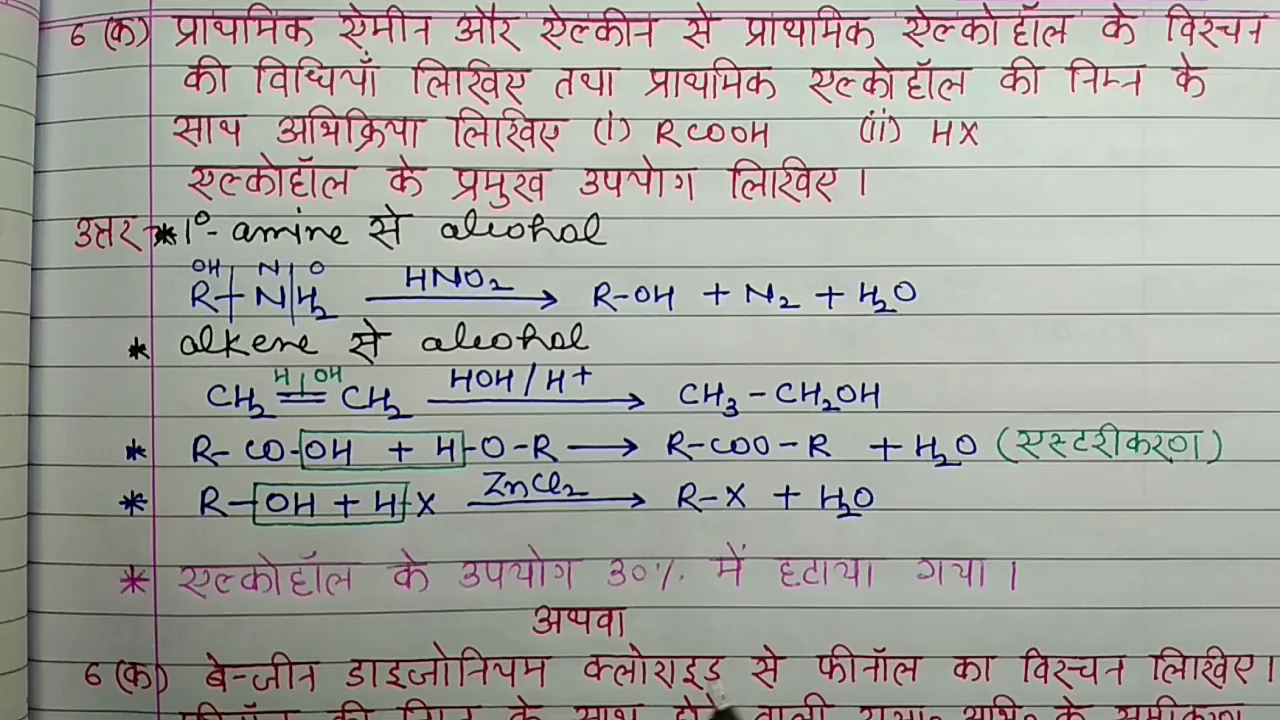 6 (क) प्राथमिक ऐमीन और ऐल्कीन से प्राथमिक ऐल्कोहॉल के विरचन
की विधियाँ लिखिए तथा प्राथमिक एल्कोहॉल की निम्न के
साथ अभिक्रिया लिखिए (i) RCOOH (ii) HX
एल्कोहॉल के प्रमुख उपयोग लिखिए ।
उत्तर - * 1°- amine से alcohol
OH N O
R-NH₂ HNO₂ → R-OH + N₂ + H₂O
* alkene से alcohol
H OH
CH₂ = CH₂ HOH / H+ → CH₃ - CH₂OH
* R- CO-OH + H-O-R → R-COO-R + H₂O (एस्टरीकरण)
* R-OH + H-X ZnCl₂ → R-X + H₂O
* एल्कोहॉल के उपयोग 30% में हटाया गया ।
अथवा
6 (क) बेन्जीन डाइजोनियम क्लोराइड से फीनॉल का विरचन लिखिए ।
की निम्न के साथ होने वाली